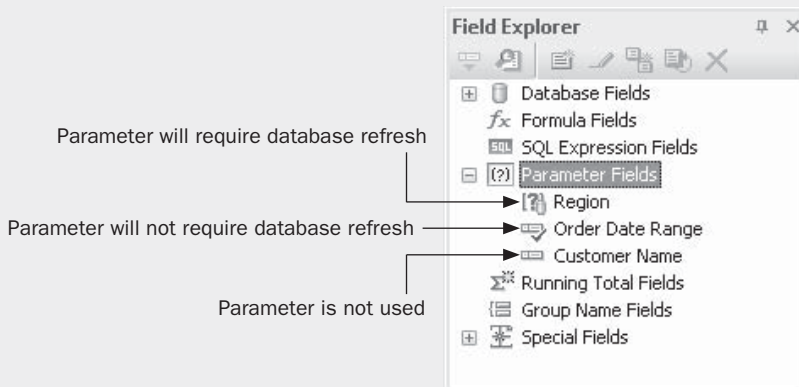 Field Explorer
Database Fields
fx Formula Fields
SQL SQL Expression Fields
(?) Parameter Fields
Parameter will require database refresh
[?] Region
Parameter will not require database refresh
Order Date Range
Customer Name
Parameter is not used
Σ Running Total Fields
Group Name Fields
Special Fields